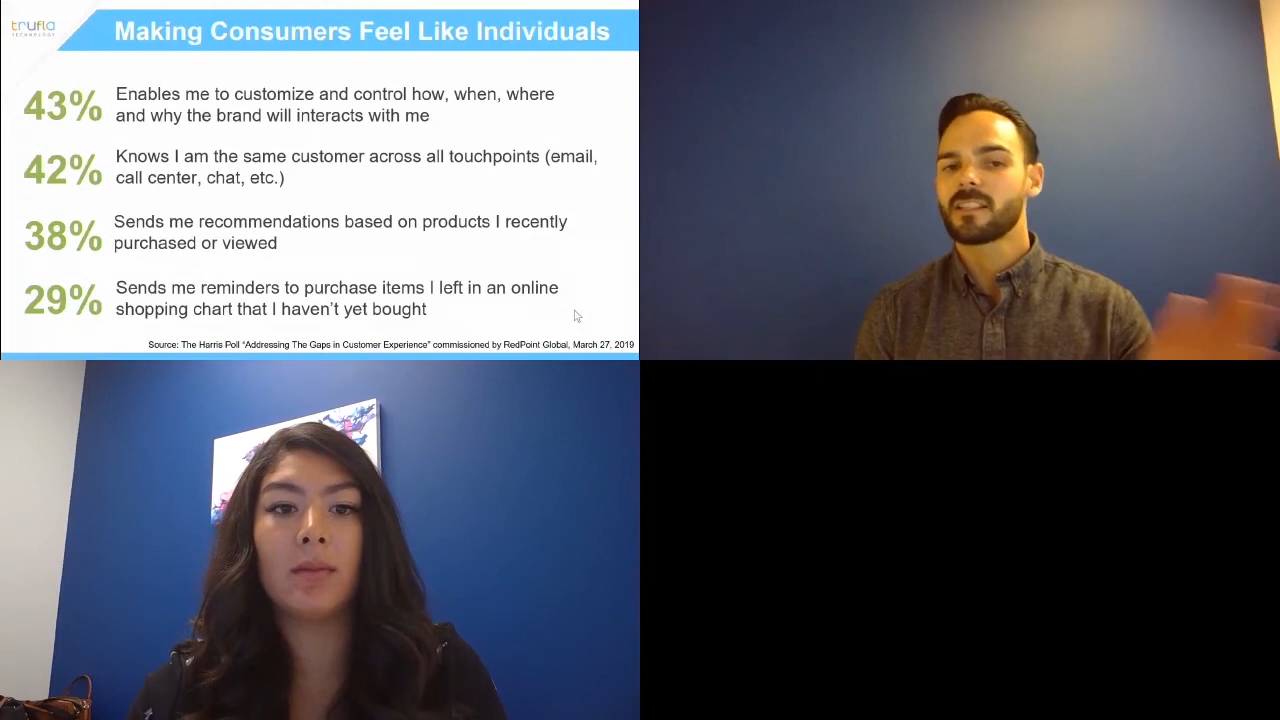 trufla
TECHNOLOGY
Making Consumers Feel Like Individuals
43%
Enables me to customize and control how, when, where
and why the brand will interacts with me
42%
Knows I am the same customer across all touchpoints (email,
call center, chat, etc.)
38%
Sends me recommendations based on products I recently
purchased or viewed
29%
Sends me reminders to purchase items I left in an online
shopping chart that I haven't yet bought
Source: The Harris Poll “Addressing The Gaps in Customer Experience” commissioned by RedPoint Global, March 27, 2019